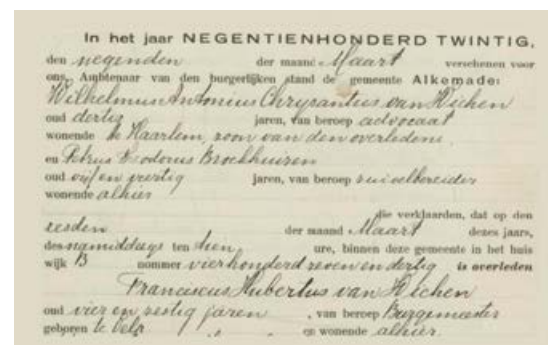 In het jaar NEGENTIENHONDERD TWINTIG,
den negenden der maand Maart verschenen voor
ons, Ambtenaar van den burgerlijken stand de gemeente Alkemade:
Wilhelmus Antonius Chrysantus van Wichen
oud dertig jaren, van beroep advocaat
wonende te Haarlem, zoon van den overledene,
en Petrus Teodorus Broekhuizen
oud vijf en veertig jaren, van beroep zuivelbereider
wonende alhier
die verklaarden, dat op den
zesden der maand Maart dezes jaars,
des namiddags ten tien ure, binnen deze gemeente in het huis
wijk B nommer vierhonderd zeven en dertig is overleden
Franciscus Hubertus van Wichen
oud vier en zestig jaren, van beroep Burgemeester
geboren te Velp en wonende alhier.